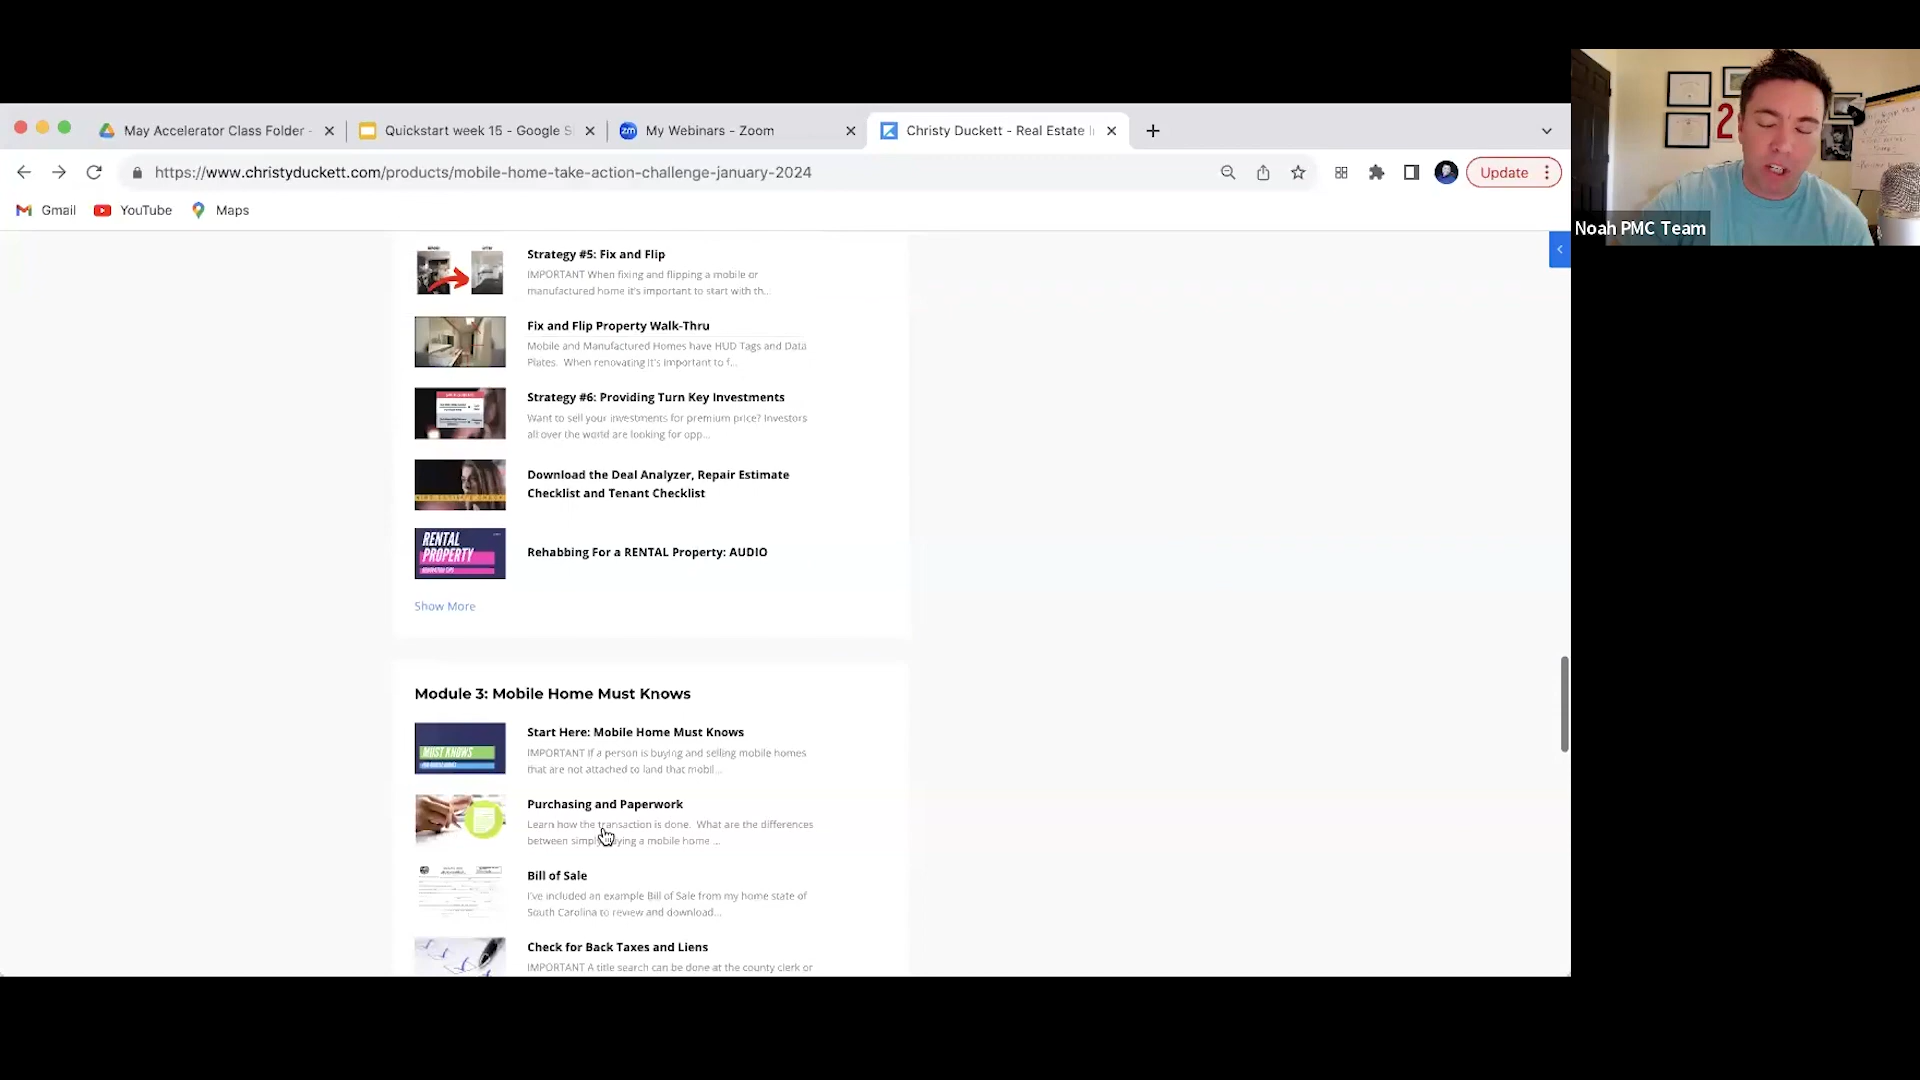 May Accelerator Class Folder -
Quickstart week 15 - Google S
My Webinars - Zoom
Christy Duckett - Real Estate I
https://www.christyduckett.com/products/mobile-home-take-action-challenge-january-2024
Update
Gmail
YouTube
Maps
Noah PMC Team
Strategy #5: Fix and Flip
IMPORTANT When fixing and flipping a mobile or
manufactured home it's important to start with th...
Fix and Flip Property Walk-Thru
Mobile and Manufactured Homes have HUD Tags and Data
Plates. When renovating it's important to f...
Strategy #6: Providing Turn Key Investments
Want to sell your investments for premium price? Investors
all over the world are looking for opp...
Download the Deal Analyzer, Repair Estimate
Checklist and Tenant Checklist
RENTAL
PROPERTY
Rehabbing For a RENTAL Property: AUDIO
Show More
Module 3: Mobile Home Must Knows
MUST KNOWS
Start Here: Mobile Home Must Knows
IMPORTANT If a person is buying and selling mobile homes
that are not attached to land that mobil...
Purchasing and Paperwork
Learn how the transaction is done. What are the differences
between simply buying a mobile home ...
Bill of Sale
I've included an example Bill of Sale from my home state of
South Carolina to review and download...
Check for Back Taxes and Liens
IMPORTANT A title search can be done at the county clerk or
2